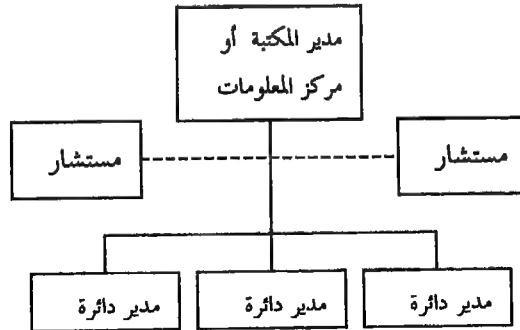 مدير المكتبة أو
مركز المعلومات
مستشار
مستشار
مدير دائرة
مدير دائرة
مدير دائرة